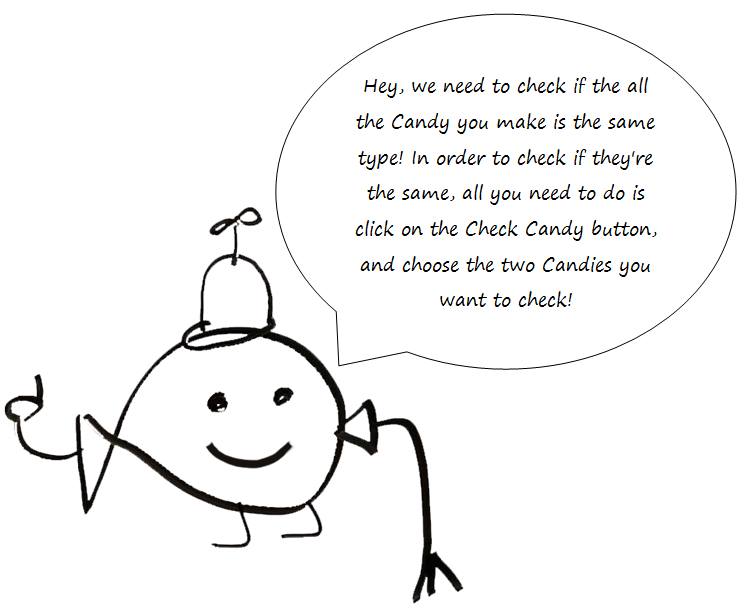 Hey, we need to check if the all
the Candy you make is the same
type! In order to check if they're
the same, all you need to do is
click on the Check Candy button,
and choose the two Candies you
want to check!